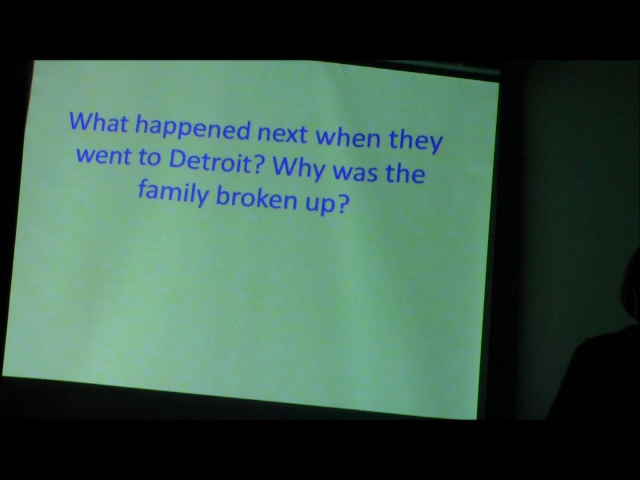 What happened next when they
went to Detroit? Why was the
family broken up?